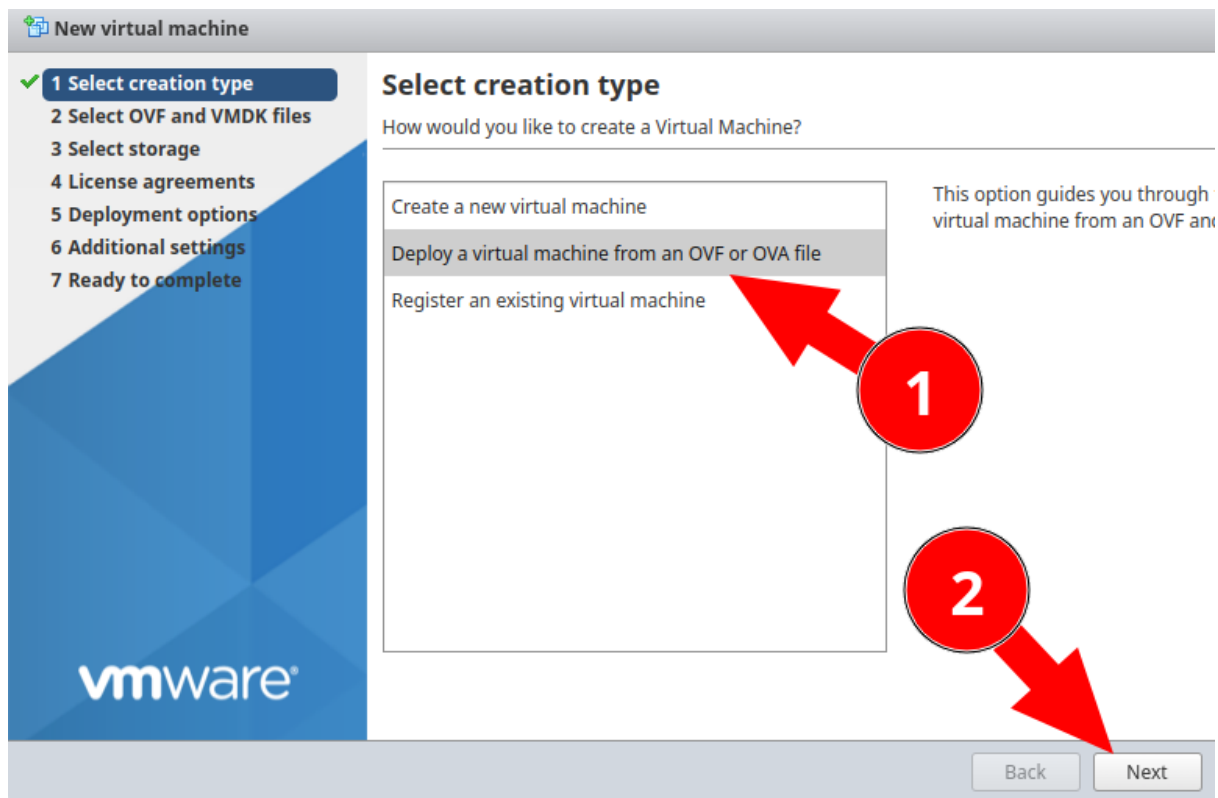 New virtual machine
1 Select creation type
2 Select OVF and VMDK files
3 Select storage
4 License agreements
5 Deployment options
6 Additional settings
7 Ready to complete
vmware®
Select creation type
How would you like to create a Virtual Machine?
Create a new virtual machine
Deploy a virtual machine from an OVF or OVA file
Register an existing virtual machine
This option guides you through
virtual machine from an OVF and
1
2
Back
Next